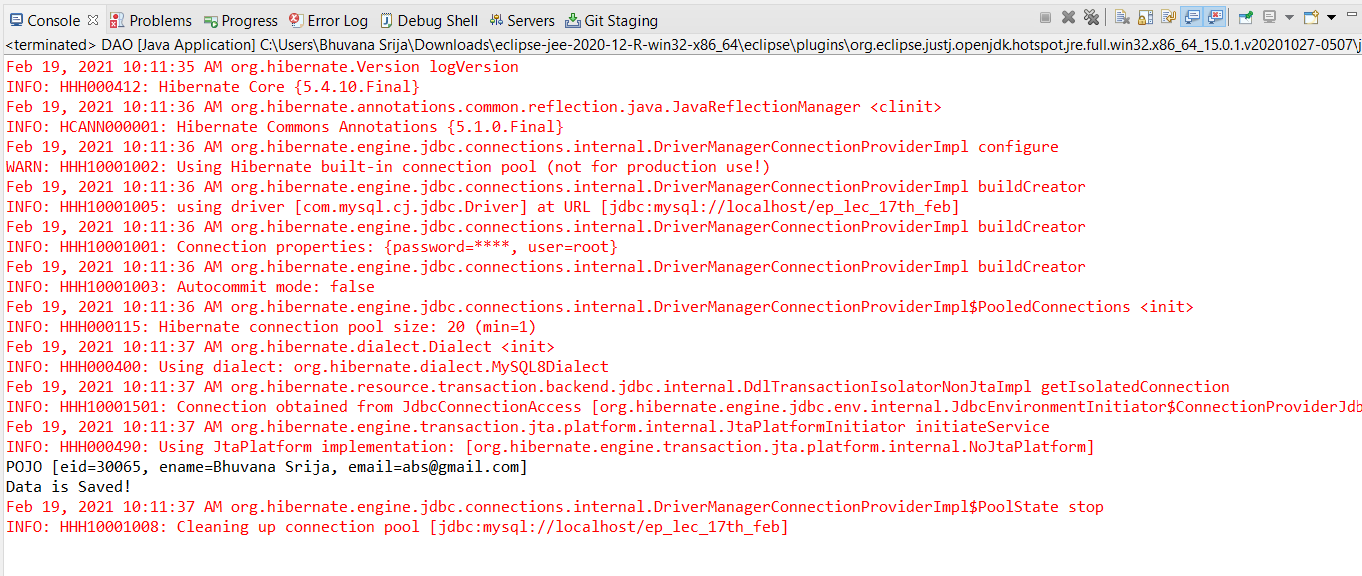 Console Problems Progress Error Log Debug Shell Servers Git Staging
<terminated> DAO [Java Application] C:\Users\Bhuvana Srija\Downloads\eclipse-jee-2020-12-R-win32-x86_64\eclipse\plugins\org.eclipse.justj.openjdk.hotspot.jre.full.win32.x86_64_15.0.1.v20201027-0507\j
Feb 19, 2021 10:11:35 AM org.hibernate.Version logVersion
INFO: HHH000412: Hibernate Core {5.4.10.Final}
Feb 19, 2021 10:11:36 AM org.hibernate.annotations.common.reflection.java.JavaReflectionManager <clinit>
INFO: HCANN000001: Hibernate Commons Annotations {5.1.0.Final}
Feb 19, 2021 10:11:36 AM org.hibernate.engine.jdbc.connections.internal.DriverManagerConnectionProviderImpl configure
WARN: HHH10001002: Using Hibernate built-in connection pool (not for production use!)
Feb 19, 2021 10:11:36 AM org.hibernate.engine.jdbc.connections.internal.DriverManagerConnectionProviderImpl buildCreator
INFO: HHH10001005: using driver [com.mysql.cj.jdbc.Driver] at URL [jdbc:mysql://localhost/ep_lec_17th_feb]
Feb 19, 2021 10:11:36 AM org.hibernate.engine.jdbc.connections.internal.DriverManagerConnectionProviderImpl buildCreator
INFO: HHH10001001: Connection properties: {password=****, user=root}
Feb 19, 2021 10:11:36 AM org.hibernate.engine.jdbc.connections.internal.DriverManagerConnectionProviderImpl buildCreator
INFO: HHH10001003: Autocommit mode: false
Feb 19, 2021 10:11:36 AM org.hibernate.engine.jdbc.connections.internal.DriverManagerConnectionProviderImpl$PooledConnections <init>
INFO: HHH000115: Hibernate connection pool size: 20 (min=1)
Feb 19, 2021 10:11:37 AM org.hibernate.dialect.Dialect <init>
INFO: HHH000400: Using dialect: org.hibernate.dialect.MySQL8Dialect
Feb 19, 2021 10:11:37 AM org.hibernate.resource.transaction.backend.jdbc.internal.DdlTransactionIsolatorNonJtaImpl getIsolatedConnection
INFO: HHH10001501: Connection obtained from JdbcConnectionAccess [org.hibernate.engine.jdbc.env.internal.JdbcEnvironmentInitiator$ConnectionProviderJdb
Feb 19, 2021 10:11:37 AM org.hibernate.engine.transaction.jta.platform.internal.JtaPlatformInitiator initiateService
INFO: HHH000490: Using JtaPlatform implementation: [org.hibernate.engine.transaction.jta.platform.internal.NoJtaPlatform]
POJO [eid=30065, ename=Bhuvana Srija, email=abs@gmail.com]
Data is Saved!
Feb 19, 2021 10:11:37 AM org.hibernate.engine.jdbc.connections.internal.DriverManagerConnectionProviderImpl$PoolState stop
INFO: HHH10001008: Cleaning up connection pool [jdbc:mysql://localhost/ep_lec_17th_feb]